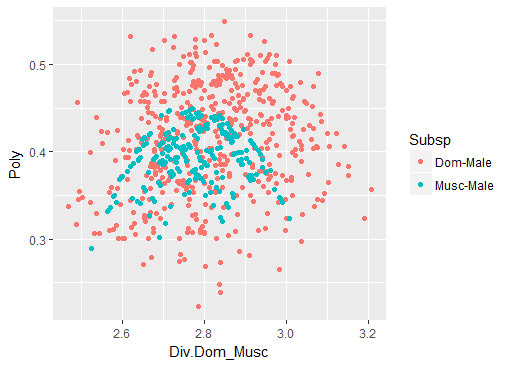 0.5
0.4
0.3
Poly
2.6 2.8 3.0 3.2
Div.Dom_Musc
Subsp
Dom-Male
Musc-Male